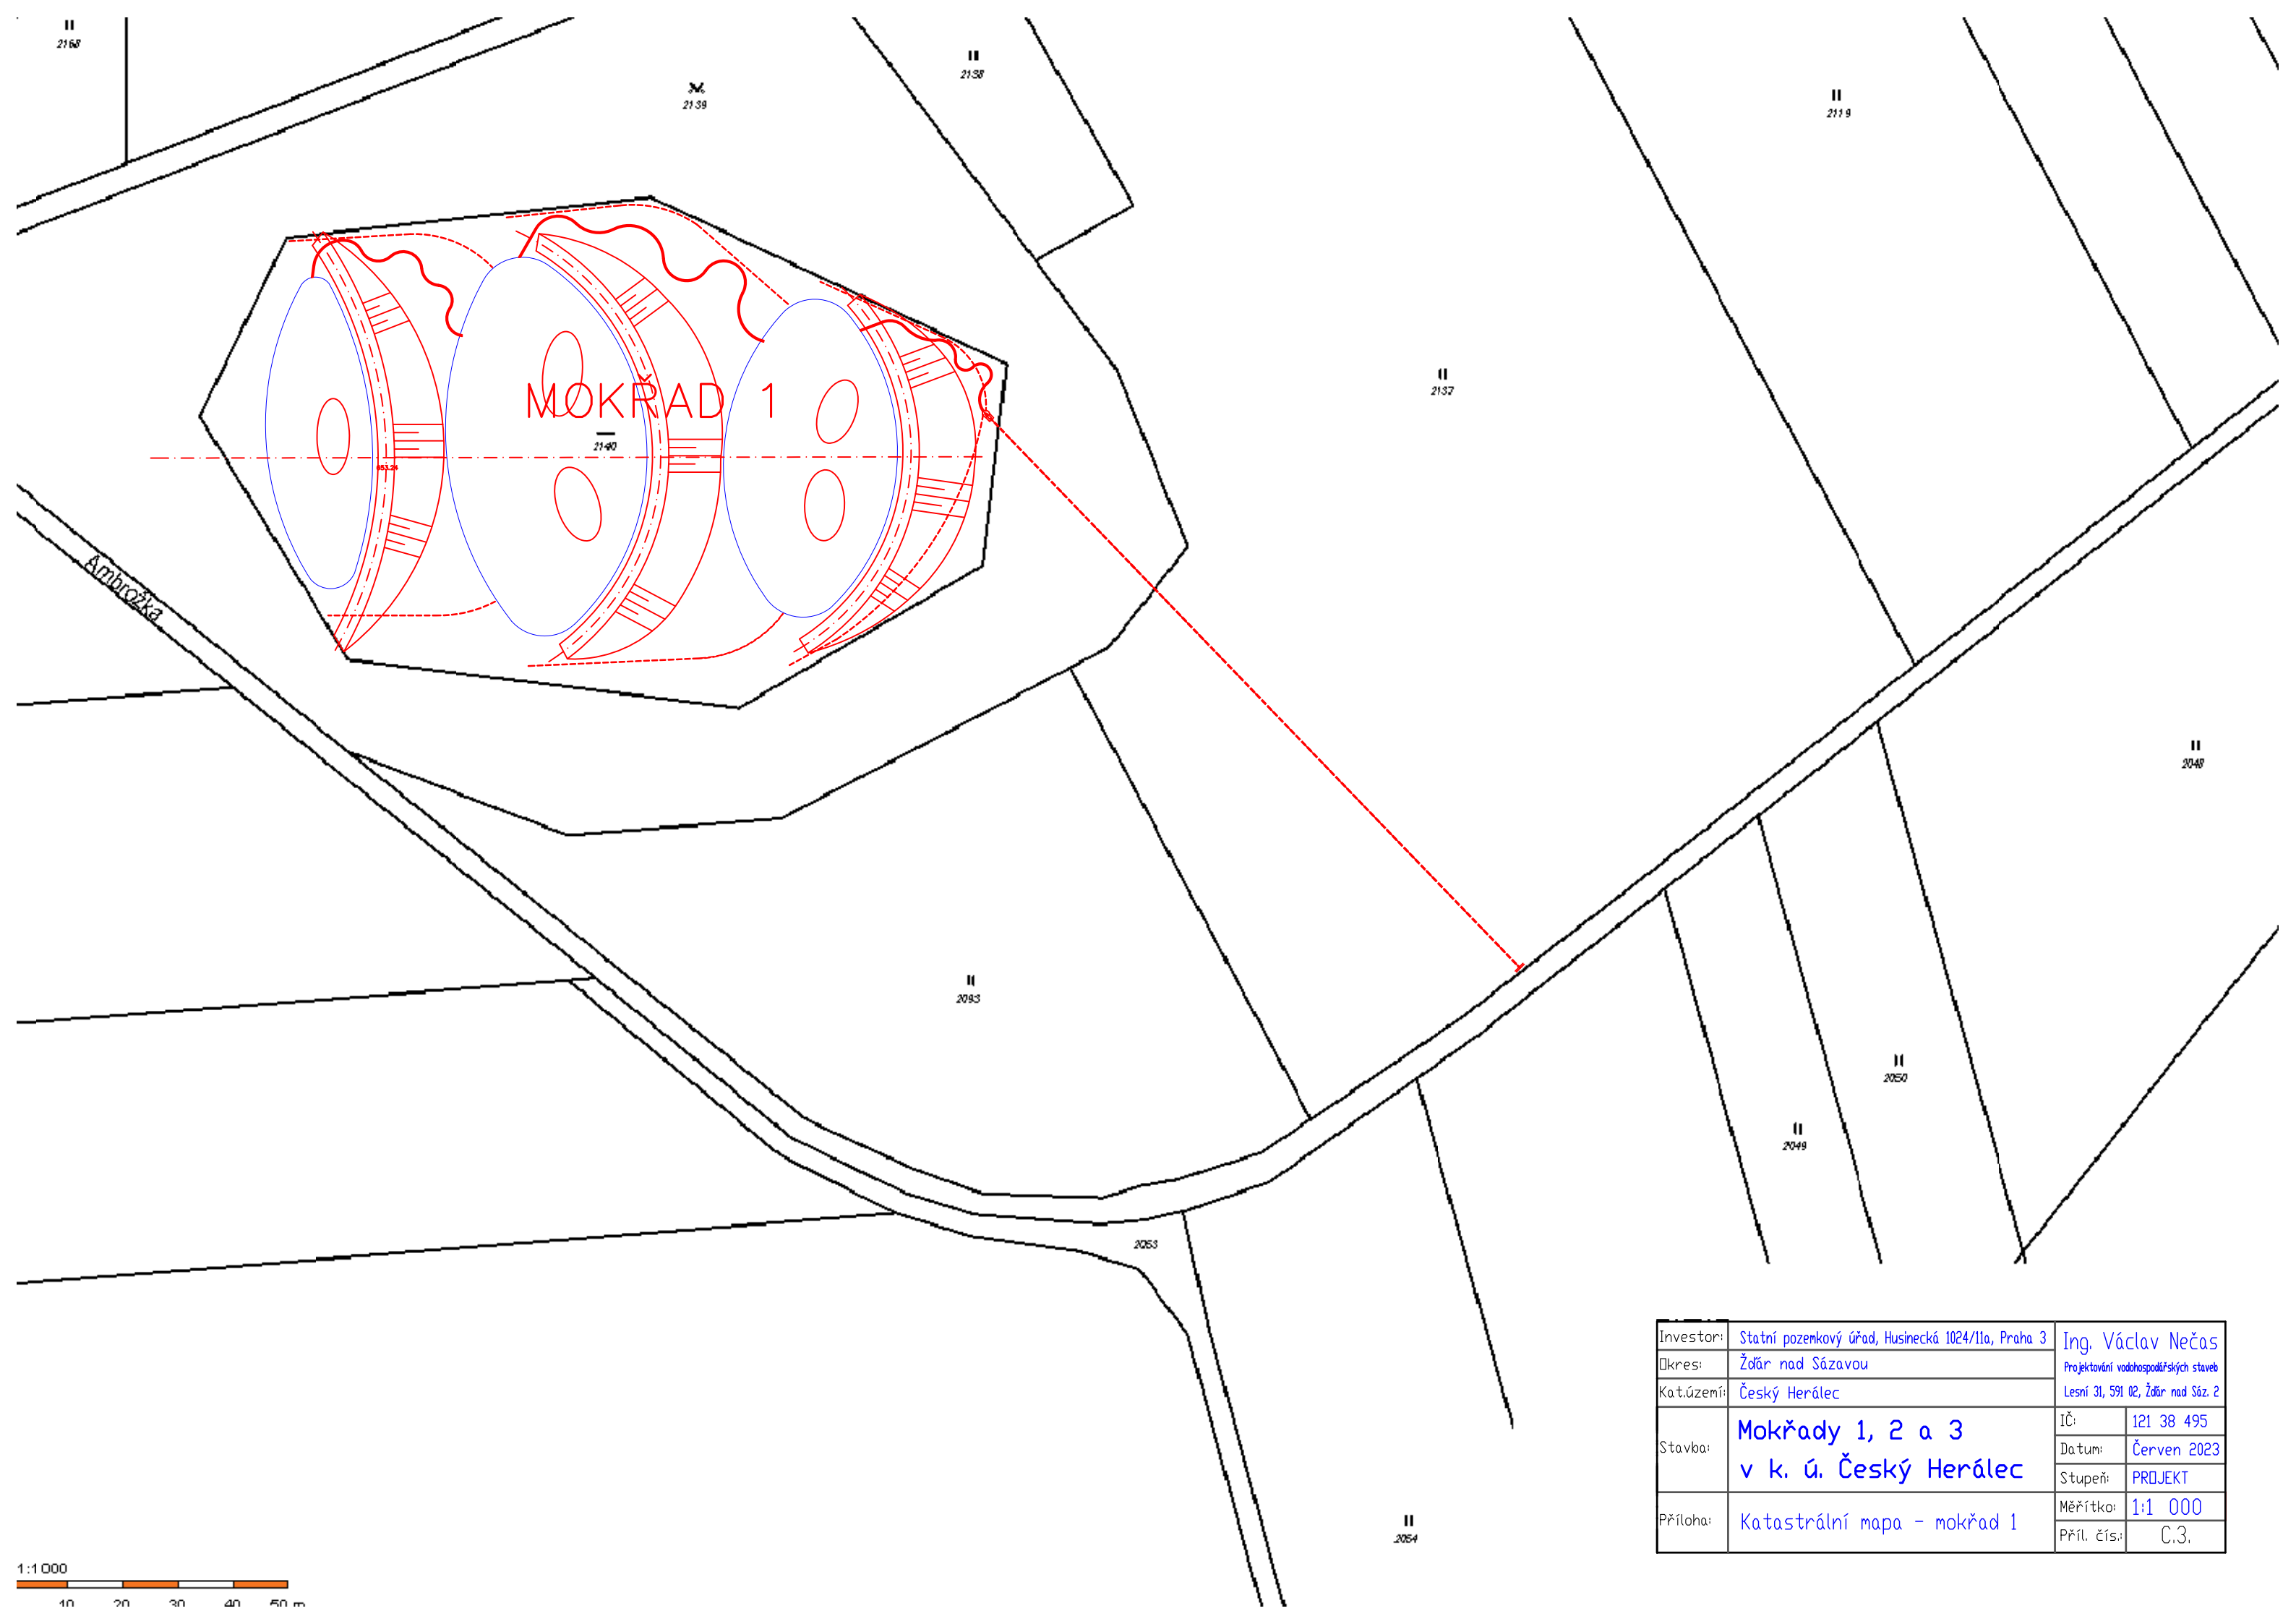 2168
2139
2138
2119
2137
MOKŘAD 1
2140
653.24
Ambrožka
2048
2093
2050
2049
2053
2054
Investor: Statní pozemkový úřad, Husinecká 1024/11a, Praha 3
Okres: Žďár nad Sázavou
Kat.území: Český Herálec
Stavba: Mokřady 1, 2 a 3
v k. ú. Český Herálec
Příloha: Katastrální mapa - mokřad 1
Ing. Václav Nečas
Projektování vodohospodářských staveb
Lesní 31, 591 02, Žďár nad Sáz. 2
IČ: 121 38 495
Datum: Červen 2023
Stupeň: PROJEKT
Měřítko: 1:1 000
Příl. čís.: C.3.
1:1000
10 20 30 40 50 m